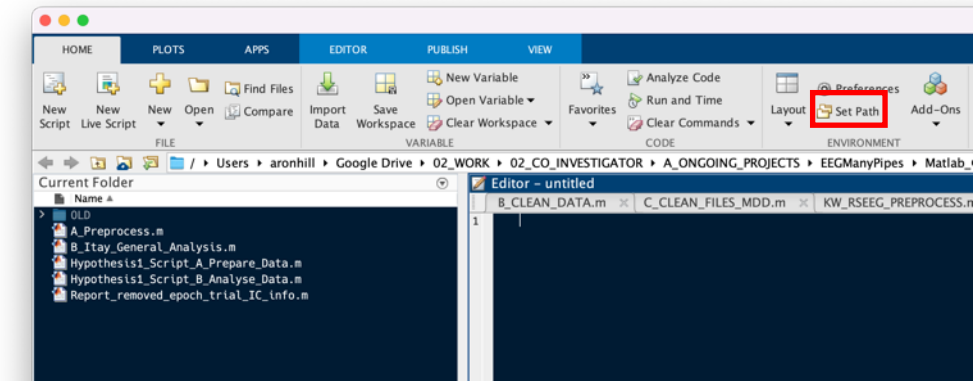 HOME PLOTS APPS EDITOR PUBLISH VIEW
New Script
New Live Script
New
Open
Find Files
Compare
FILE
Import Data
Save Workspace
New Variable
Open Variable
Clear Workspace
VARIABLE
Favorites
Analyze Code
Run and Time
Clear Commands
CODE
Layout
Preferences
Set Path
Add-Ons
ENVIRONMENT
/ Users aronhill Google Drive 02_WORK 02_CO_INVESTIGATOR A_ONGOING_PROJECTS EEGManyPipes
Current Folder
Name
OLD
A_Preprocess.m
B_Itay_General_Analysis.m
Hypothesis1_Script_A_Prepare_Data.m
Hypothesis1_Script_B_Analyse_Data.m
Report_removed_epoch_trial_IC_info.m
Editor – untitled
B_CLEAN_DATA.m C_CLEAN_FILES_MDD.m KW_RSEEG_PREPROCESS.m
1